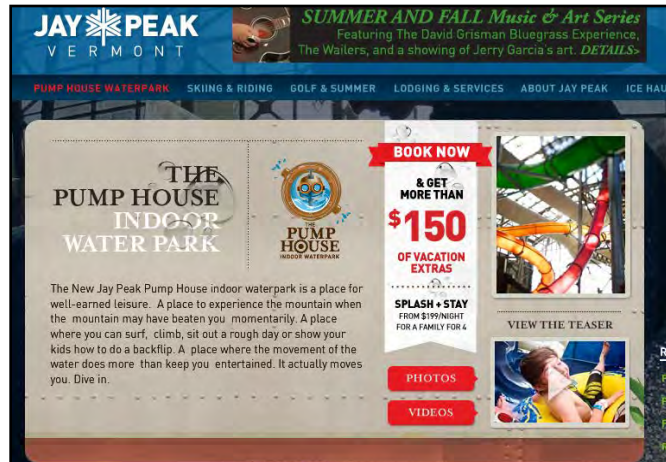 JAY PEAK
VERMONT
SUMMER AND FALL Music & Art Series
Featuring The David Grisman Bluegrass Experience,
The Wailers, and a showing of Jerry Garcia's art. DETAILS>
PUMP HOUSE WATERPARK SKIING & RIDING GOLF & SUMMER LODGING & SERVICES ABOUT JAY PEAK ICE HAU
THE
PUMP HOUSE
INDOOR
WATER PARK
THE
PUMP
HOUSE
INDOOR WATERPARK
The New Jay Peak Pump House indoor waterpark is a place for
well-earned leisure. A place to experience the mountain when
the mountain may have beaten you momentarily. A place
where you can surf, climb, sit out a rough day or show your
kids how to do a backflip. A place where the movement of the
water does more than keep you entertained. It actually moves
you. Dive in.
BOOK NOW
& GET
MORE THAN
$150
OF VACATION
EXTRAS
SPLASH + STAY
FROM $199/NIGHT
FOR A FAMILY FOR 4
PHOTOS
VIDEOS
VIEW THE TEASER